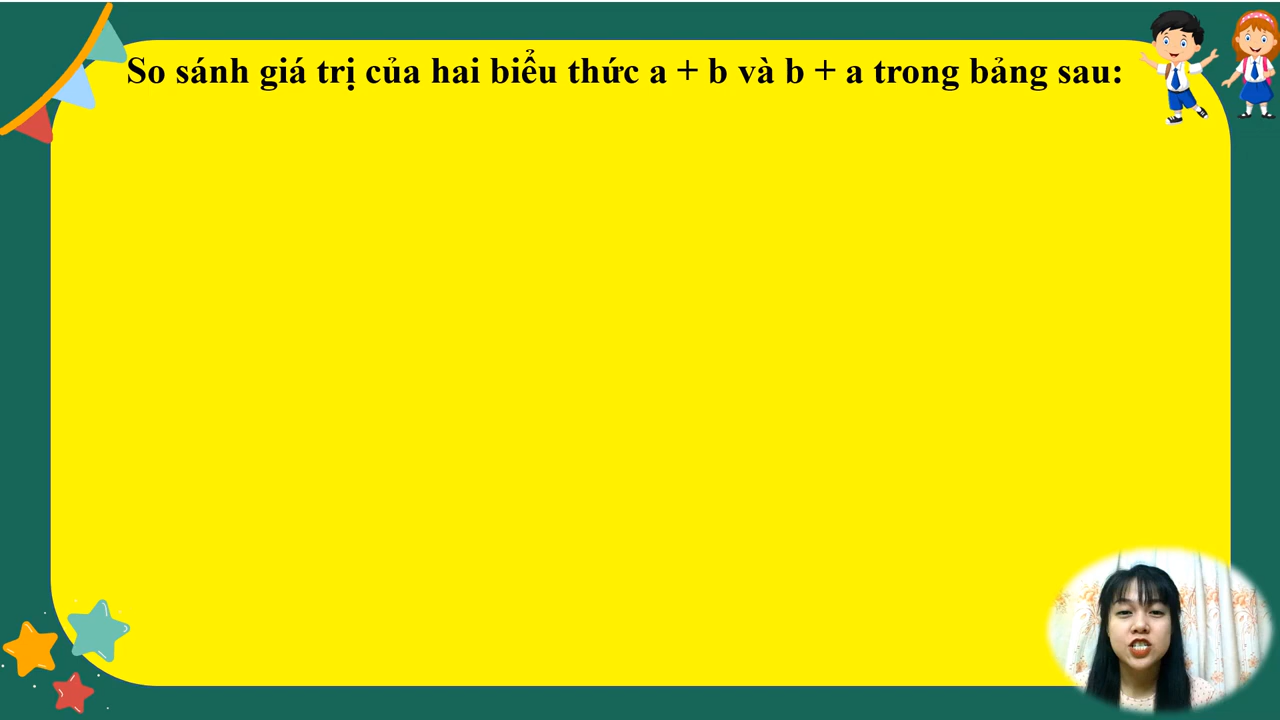 So sánh giá trị của hai biểu thức a + b và b + a trong bảng sau: